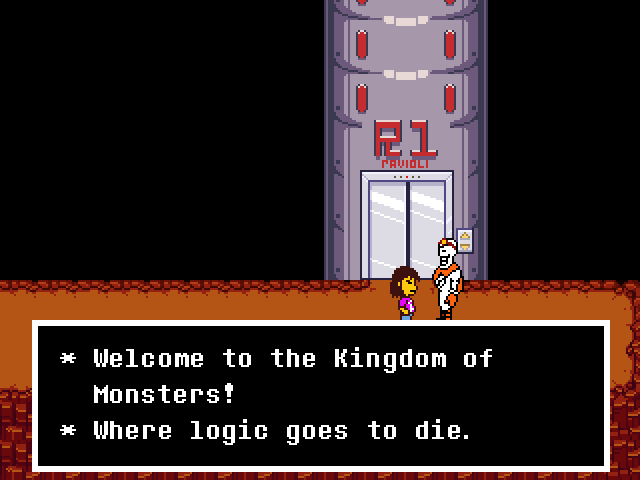 R1
RAVIOLI
* Welcome to the Kingdom of
Monsters!
* Where logic goes to die.